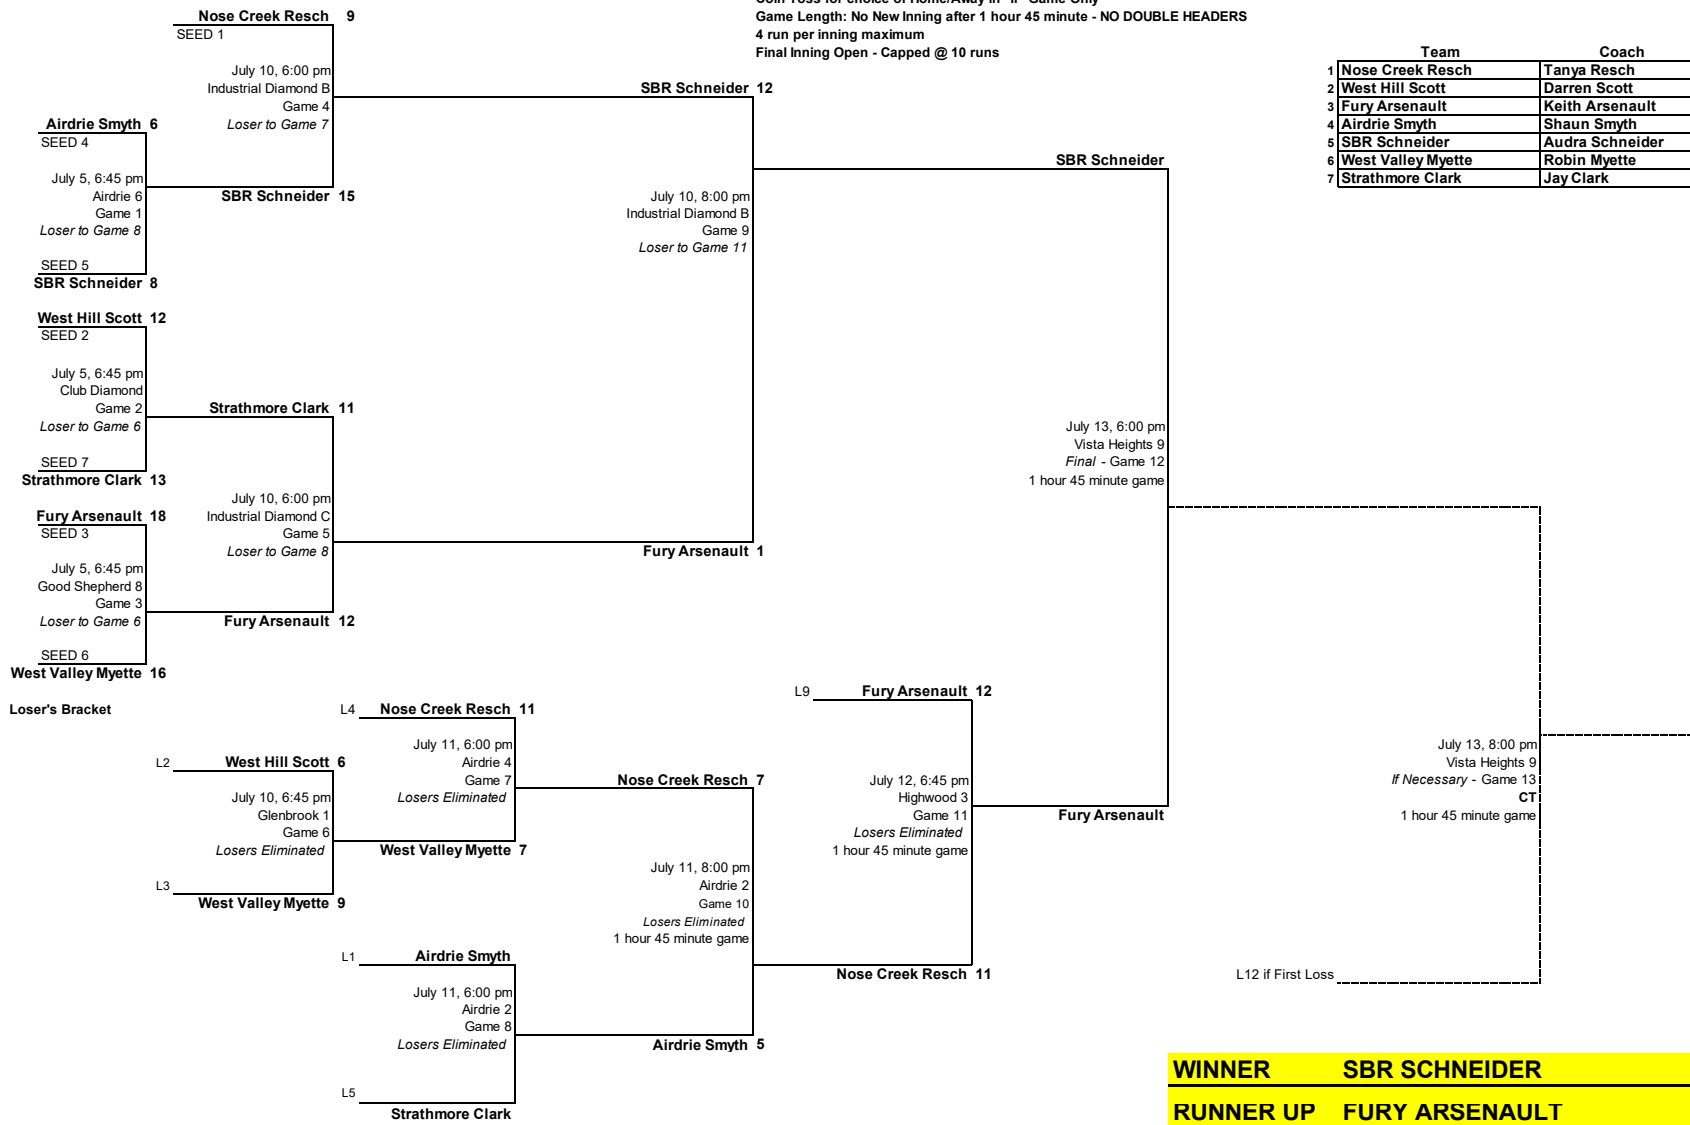 Coin Toss for choice of Home/Away in "If" Game Only
Game Length: No New Inning after 1 hour 45 minute - NO DOUBLE HEADERS
4 run per inning maximum
Final Inning Open - Capped @ 10 runs
Team Coach
1 Nose Creek Resch Tanya Resch
2 West Hill Scott Darren Scott
3 Fury Arsenault Keith Arsenault
4 Airdrie Smyth Shaun Smyth
5 SBR Schneider Audra Schneider
6 West Valley Myette Robin Myette
7 Strathmore Clark Jay Clark
Nose Creek Resch 9
SEED 1
July 10, 6:00 pm
Industrial Diamond B
Game 4
Loser to Game 7
Airdrie Smyth 6
SEED 4
July 5, 6:45 pm
Airdrie 6
Game 1
Loser to Game 8
SEED 5
SBR Schneider 8
SBR Schneider 15
SBR Schneider 12
July 10, 8:00 pm
Industrial Diamond B
Game 9
Loser to Game 11
SBR Schneider
West Hill Scott 12
SEED 2
July 5, 6:45 pm
Club Diamond
Game 2
Loser to Game 6
SEED 7
Strathmore Clark 13
Strathmore Clark 11
July 10, 6:00 pm
Industrial Diamond C
Game 5
Loser to Game 8
Fury Arsenault 18
SEED 3
July 5, 6:45 pm
Good Shepherd 8
Game 3
Loser to Game 6
SEED 6
West Valley Myette 16
Fury Arsenault 12
Fury Arsenault 1
July 13, 6:00 pm
Vista Heights 9
Final - Game 12
1 hour 45 minute game
Loser's Bracket
L4 Nose Creek Resch 11
July 11, 6:00 pm
Airdrie 4
Game 7
Losers Eliminated
L2 West Hill Scott 6
July 10, 6:45 pm
Glenbrook 1
Game 6
Losers Eliminated
L3
West Valley Myette 9
West Valley Myette 7
Nose Creek Resch 7
July 11, 8:00 pm
Airdrie 2
Game 10
Losers Eliminated
1 hour 45 minute game
L1 Airdrie Smyth
July 11, 6:00 pm
Airdrie 2
Game 8
Losers Eliminated
L5
Strathmore Clark
Airdrie Smyth 5
L9 Fury Arsenault 12
July 12, 6:45 pm
Highwood 3
Game 11
Losers Eliminated
1 hour 45 minute game
Nose Creek Resch 11
Fury Arsenault
July 13, 8:00 pm
Vista Heights 9
If Necessary - Game 13
CT
1 hour 45 minute game
L12 if First Loss
WINNER SBR SCHNEIDER
RUNNER UP FURY ARSENAULT